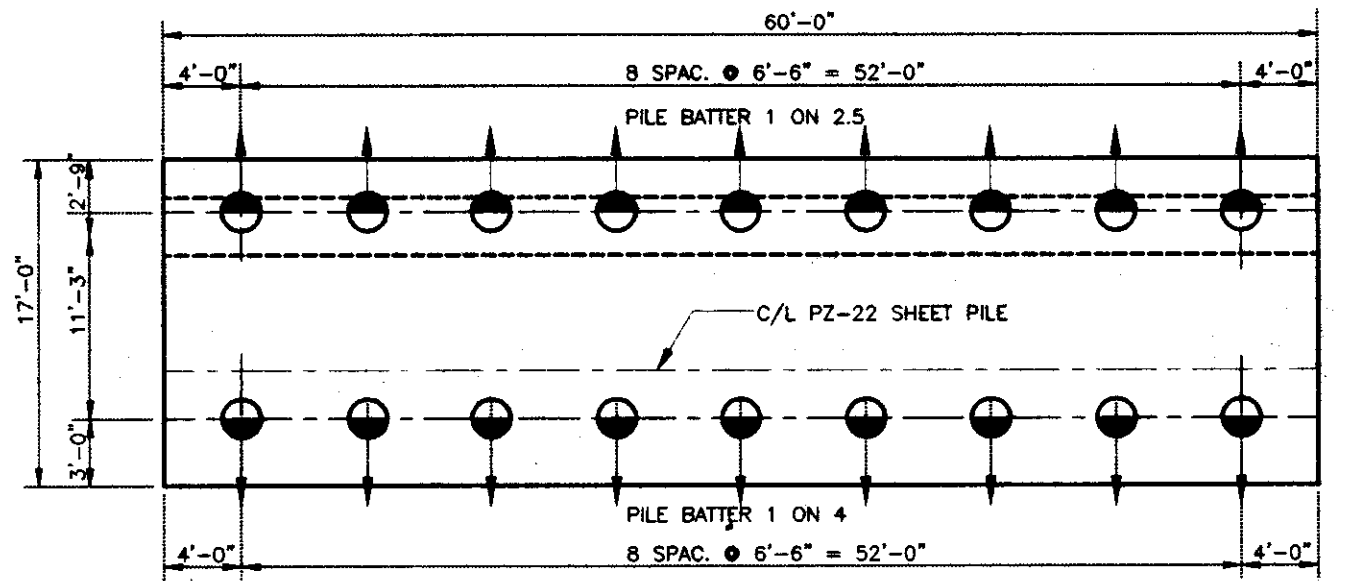 60'-0"
4'-0"
8 SPAC. @ 6'-6" = 52'-0"
4'-0"
PILE BATTER 1 ON 2.5
2'-9"
17'-0"
11'-3"
C/L PZ-22 SHEET PILE
3'-0"
PILE BATTER 1 ON 4
4'-0"
8 SPAC. @ 6'-6" = 52'-0"
4'-0"